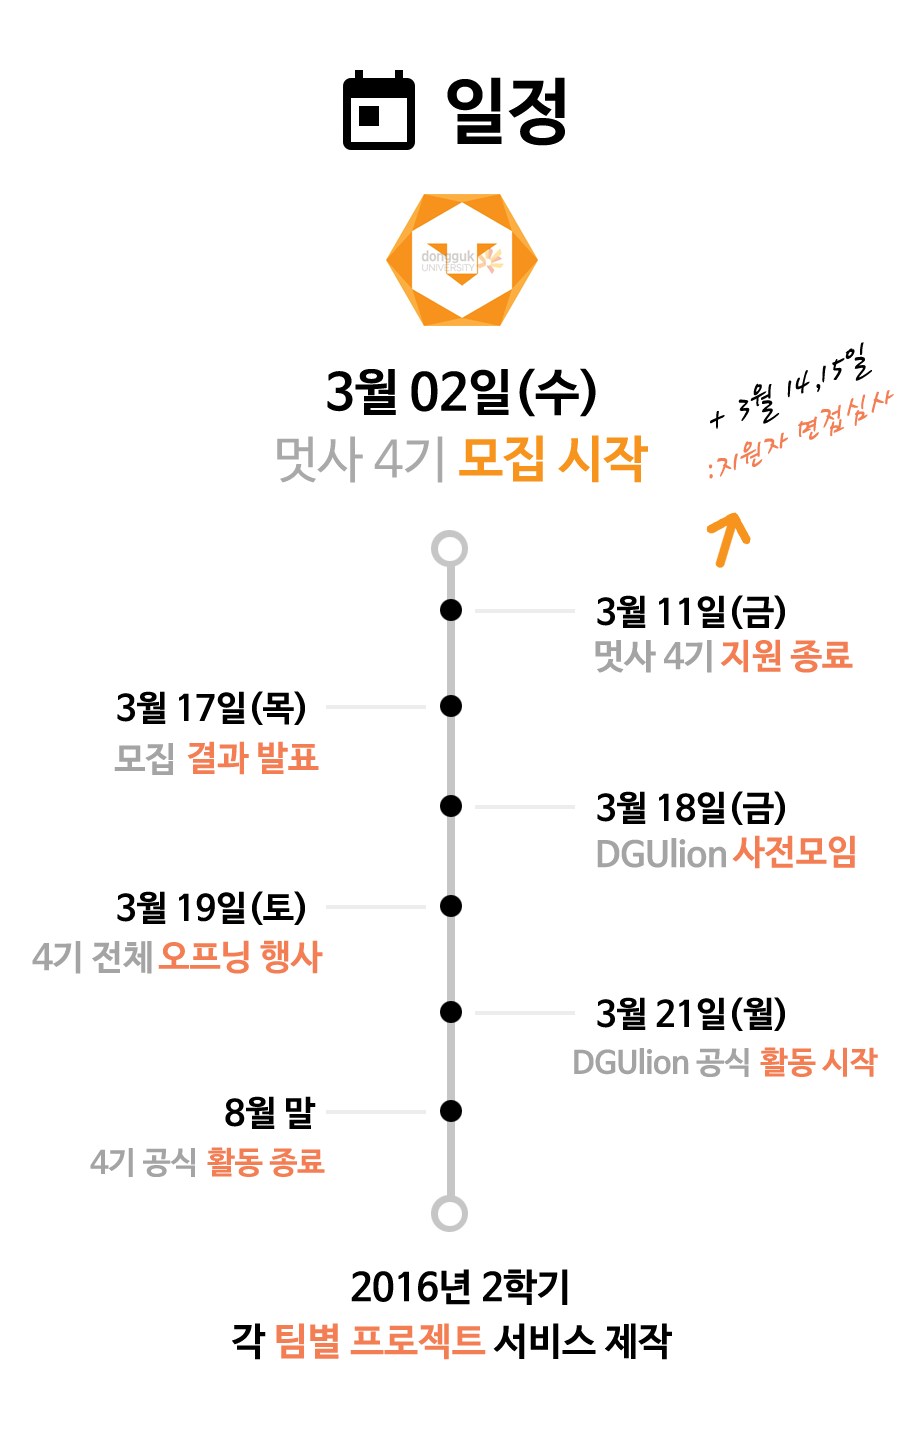 일정
dongguk
UNIVERSITY
3월 02일(수)
멋사 4기 모집 시작
+ 3월 14,15일
:지원자 면접심사
3월 11일(금)
멋사 4기 지원 종료
3월 17일(목)
모집 결과 발표
3월 18일(금)
DGUlion 사전모임
3월 19일(토)
4기 전체 오프닝 행사
3월 21일(월)
DGUlion 공식 활동 시작
8월 말
4기 공식 활동 종료
2016년 2학기
각 팀별 프로젝트 서비스 제작